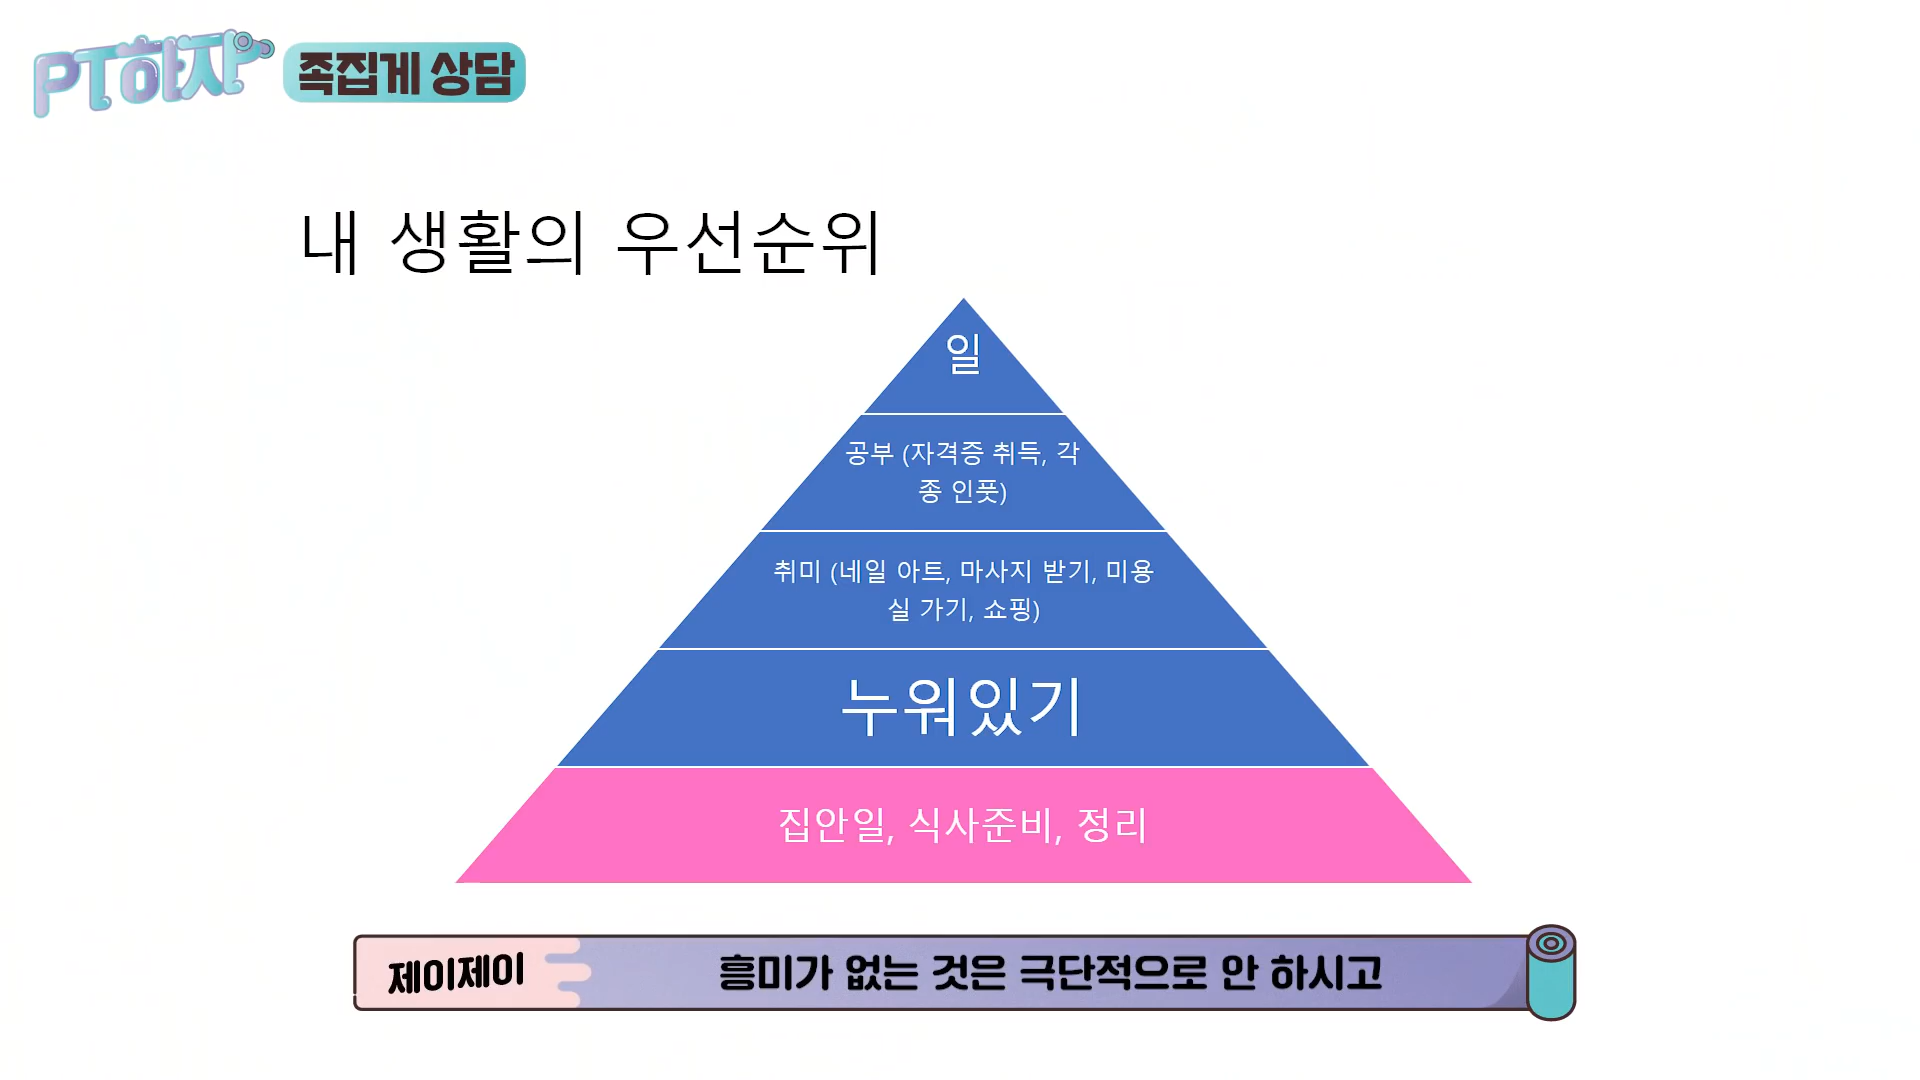 PT하자
족집게 상담
내 생활의 우선순위
일
공부 (자격증 취득, 각
종 인풋)
취미 (네일 아트, 마사지 받기, 미용
실 가기, 쇼핑)
누워있기
집안일, 식사준비, 정리
제이제이
흥미가 없는 것은 극단적으로 안 하시고